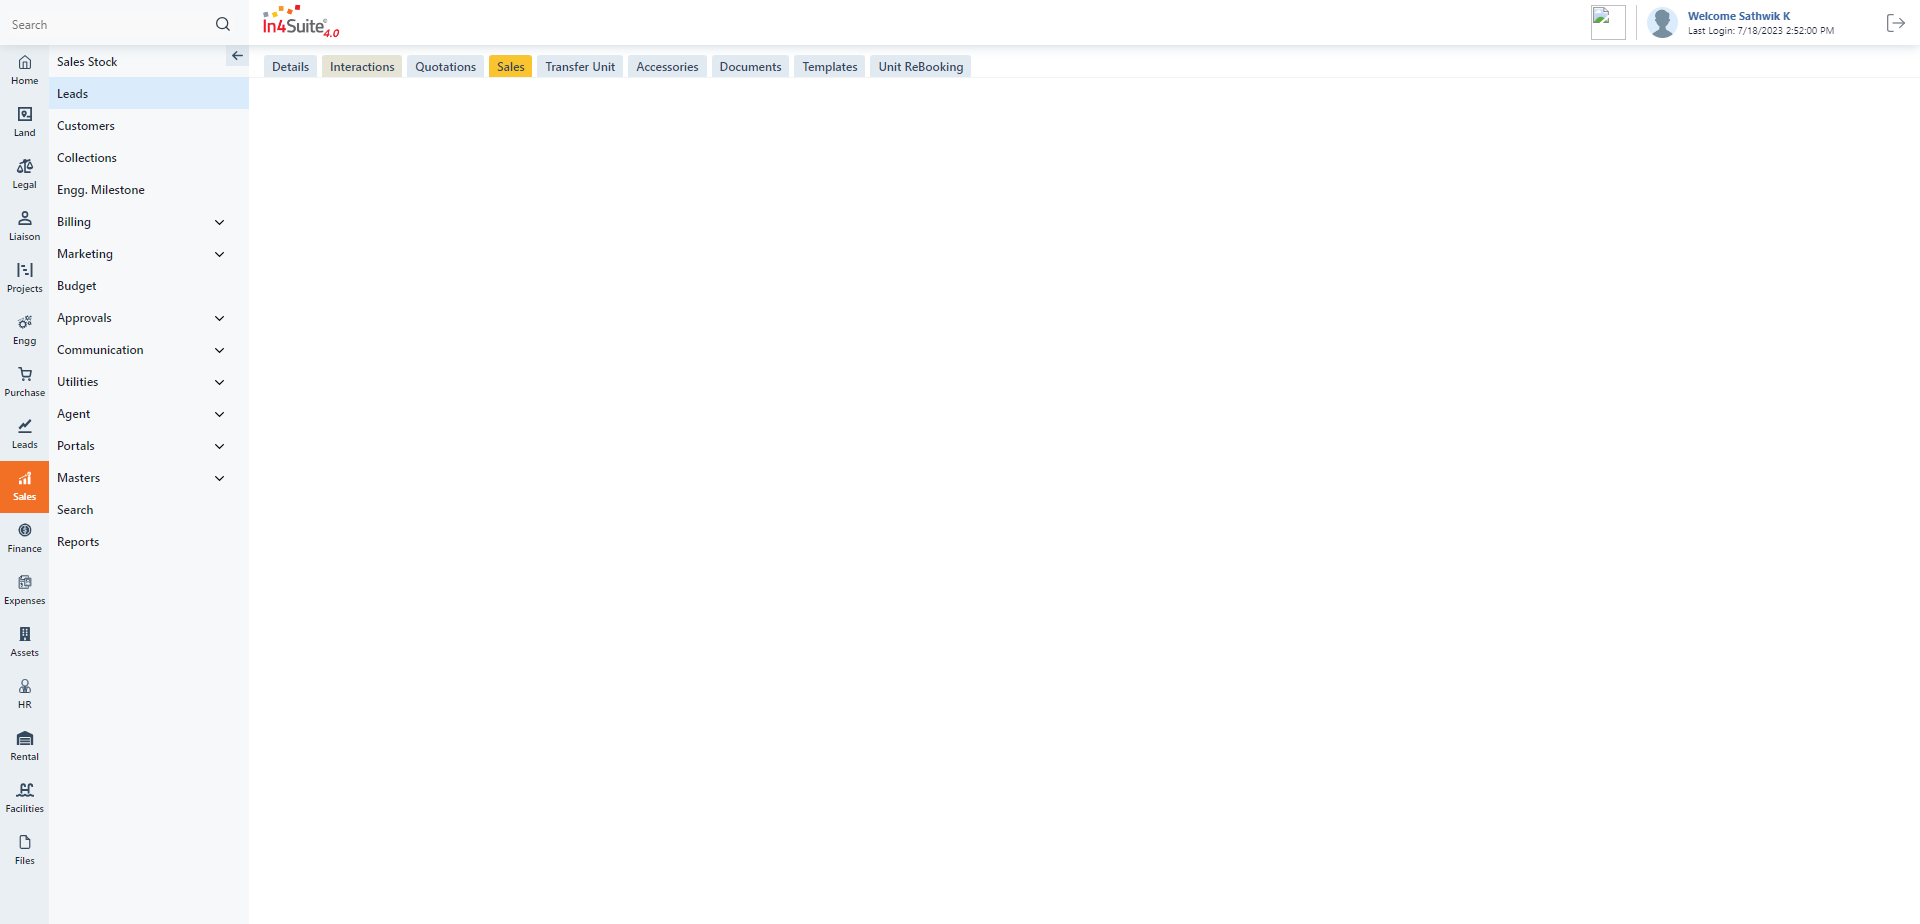 Search
In4Suite®
4.0
Welcome Sathwik K
Last Login: 7/18/2023 2:52:00 PM
Home
Land
Legal
Liaison
Projects
Engg
Purchase
Leads
Sales
Finance
Expenses
Assets
HR
Rental
Facilities
Files
Sales Stock
Leads
Customers
Collections
Engg. Milestone
Billing
Marketing
Budget
Approvals
Communication
Utilities
Agent
Portals
Masters
Search
Reports
Details Interactions Quotations Sales Transfer Unit Accessories Documents Templates Unit ReBooking